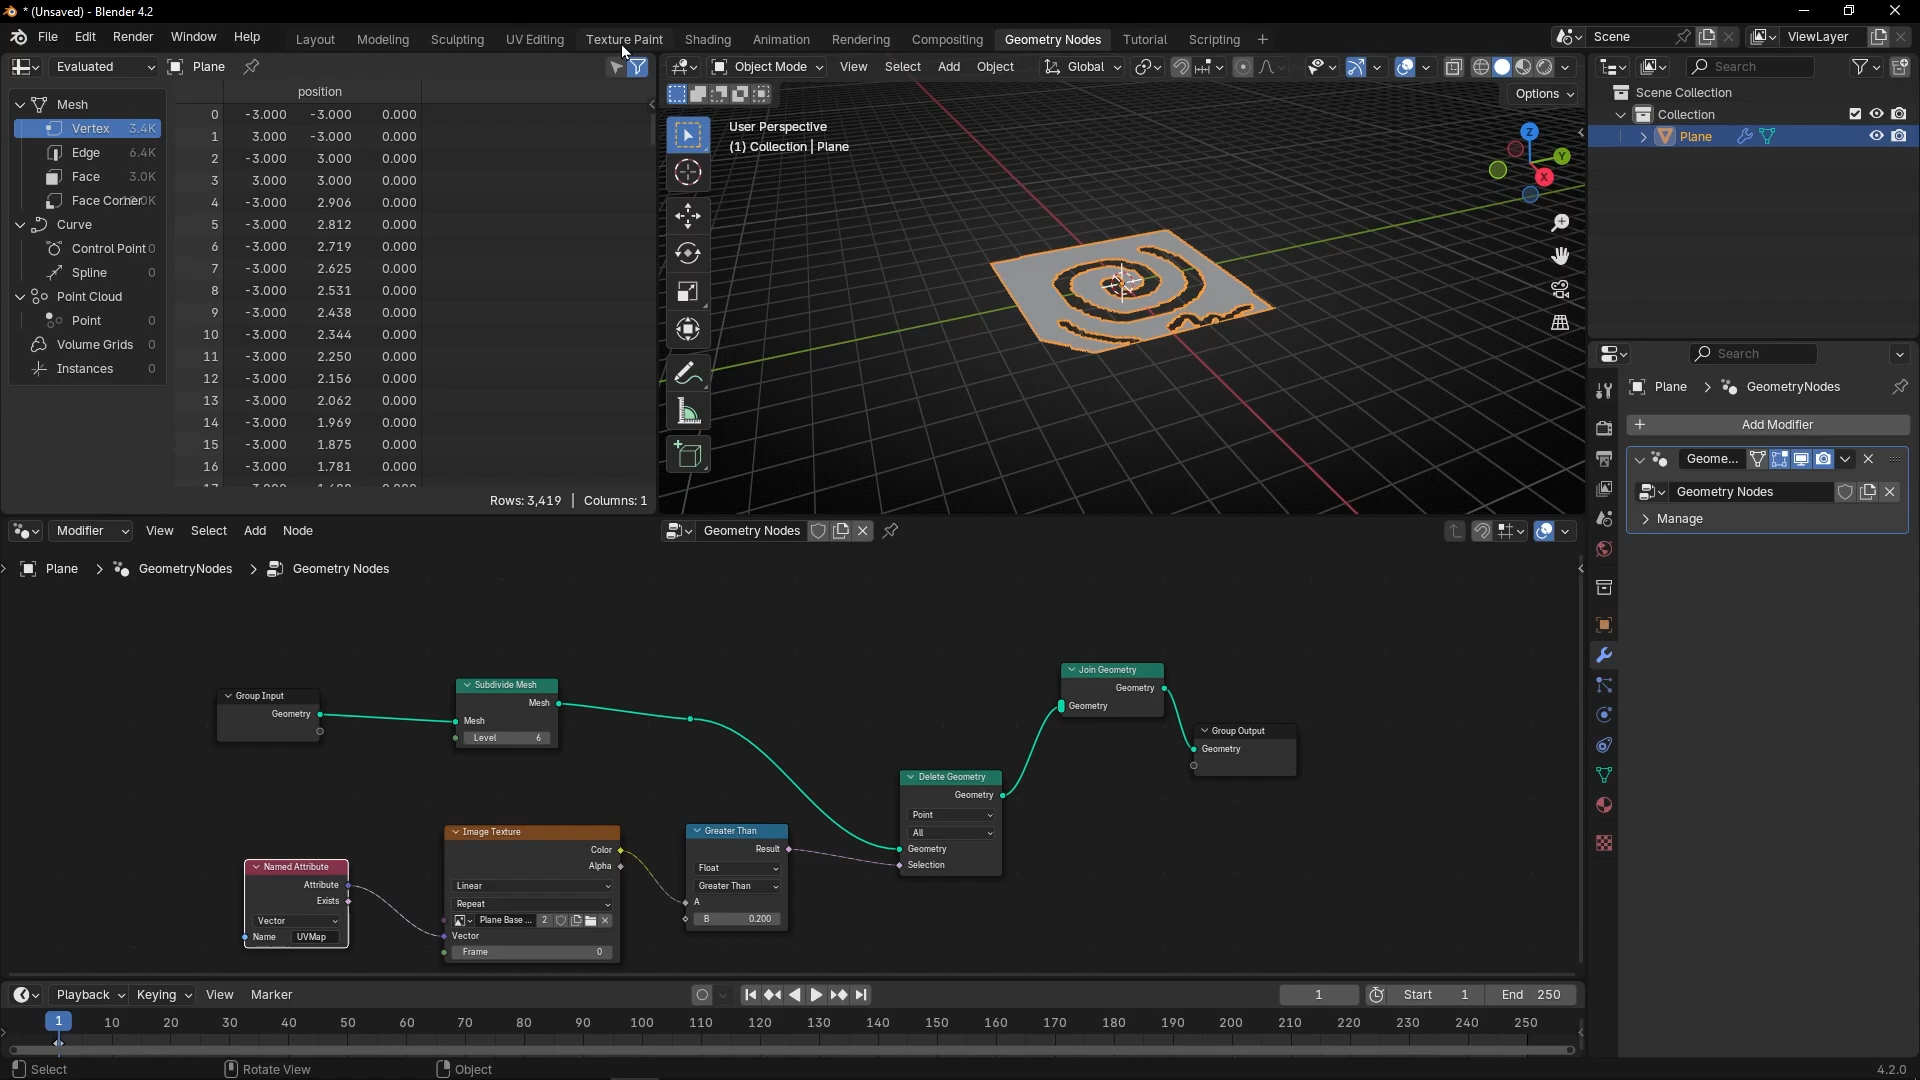 * (Unsaved) - Blender 4.2
File Edit Render Window Help
Layout Modeling Sculpting UV Editing Texture Paint Shading Animation Rendering Compositing Geometry Nodes Tutorial Scripting +
Scene
ViewLayer
Evaluated Plane
position
Mesh
Vertex 3.4K
Edge 6.4K
Face 3.0K
Face Corner
Curve
Control Point 0
Spline 0
Point Cloud
Point 0
Volume Grids 0
Instances 0
0 -3.000 -3.000 0.000
1 3.000 -3.000 0.000
2 -3.000 3.000 0.000
3 3.000 3.000 0.000
4 -3.000 2.906 0.000
5 -3.000 2.812 0.000
6 -3.000 2.719 0.000
7 -3.000 2.625 0.000
8 -3.000 2.531 0.000
9 -3.000 2.438 0.000
10 -3.000 2.344 0.000
11 -3.000 2.250 0.000
12 -3.000 2.156 0.000
13 -3.000 2.062 0.000
14 -3.000 1.969 0.000
15 -3.000 1.875 0.000
16 -3.000 1.781 0.000
Rows: 3,419 | Columns: 1
Object Mode View Select Add Object Global
Options
User Perspective
(1) Collection | Plane
Z
Y
X
Search
Scene Collection
Collection
Plane
Search
Plane > GeometryNodes
+ Add Modifier
Geome...
Geometry Nodes
Manage
Modifier View Select Add Node
Geometry Nodes
Plane > GeometryNodes > Geometry Nodes
Group Input
Geometry
Subdivide Mesh
Mesh
Mesh
Level 6
Join Geometry
Geometry
Geometry
Group Output
Geometry
Delete Geometry
Geometry
Point
All
Geometry
Selection
Named Attribute
Attribute
Exists
Vector
Name UVMap
Image Texture
Color
Alpha
Linear
Repeat
Plane Base ... 2
Vector
Frame 0
Greater Than
Result
Float
Greater Than
A
B 0.200
Playback Keying View Marker
1
Start 1
End 250
1 10 20 30 40 50 60 70 80 90 100 110 120 130 140 150 160 170 180 190 200 210 220 230 240 250
Select
Rotate View
Object
4.2.0